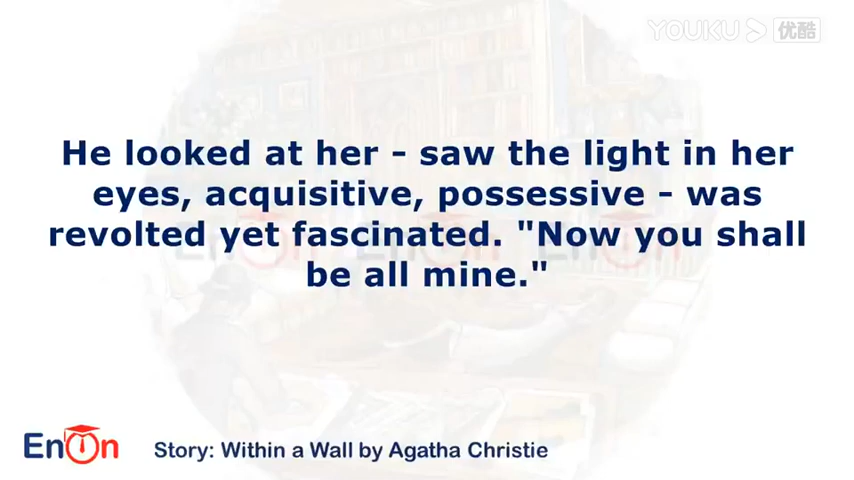 YOUKU 优酷
He looked at her - saw the light in her
eyes, acquisitive, possessive - was
revolted yet fascinated. "Now you shall
be all mine."
EnOn
Story: Within a Wall by Agatha Christie